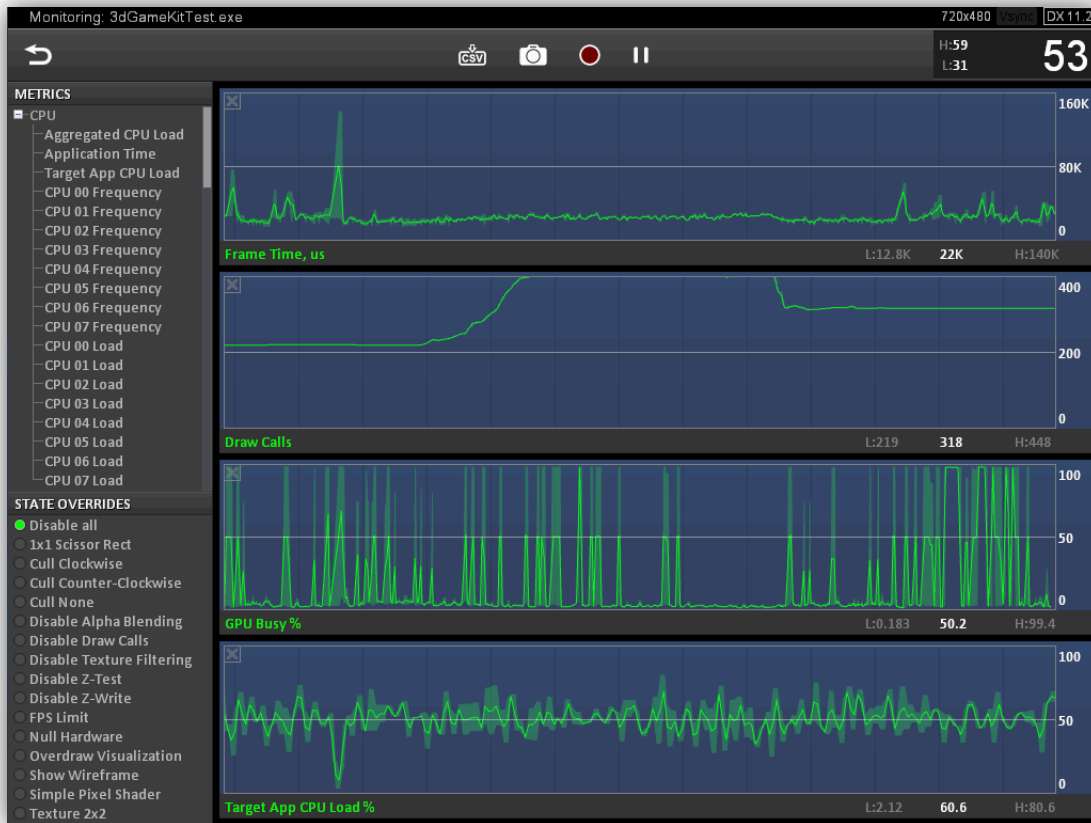 Monitoring: 3dGameKitTest.exe
720x480 Vsync DX 11.2
CSV
H:59
L:31
53
METRICS
CPU
Aggregated CPU Load
Application Time
Target App CPU Load
CPU 00 Frequency
CPU 01 Frequency
CPU 02 Frequency
CPU 03 Frequency
CPU 04 Frequency
CPU 05 Frequency
CPU 06 Frequency
CPU 07 Frequency
CPU 00 Load
CPU 01 Load
CPU 02 Load
CPU 03 Load
CPU 04 Load
CPU 05 Load
CPU 06 Load
CPU 07 Load
STATE OVERRIDES
Disable all
1x1 Scissor Rect
Cull Clockwise
Cull Counter-Clockwise
Cull None
Disable Alpha Blending
Disable Draw Calls
Disable Texture Filtering
Disable Z-Test
Disable Z-Write
FPS Limit
Null Hardware
Overdraw Visualization
Show Wireframe
Simple Pixel Shader
Texture 2x2
160K
80K
0
Frame Time, us L:12.8K 22K H:140K
400
200
0
Draw Calls L:219 318 H:448
100
50
0
GPU Busy % L:0.183 50.2 H:99.4
100
50
0
Target App CPU Load % L:2.12 60.6 H:80.6